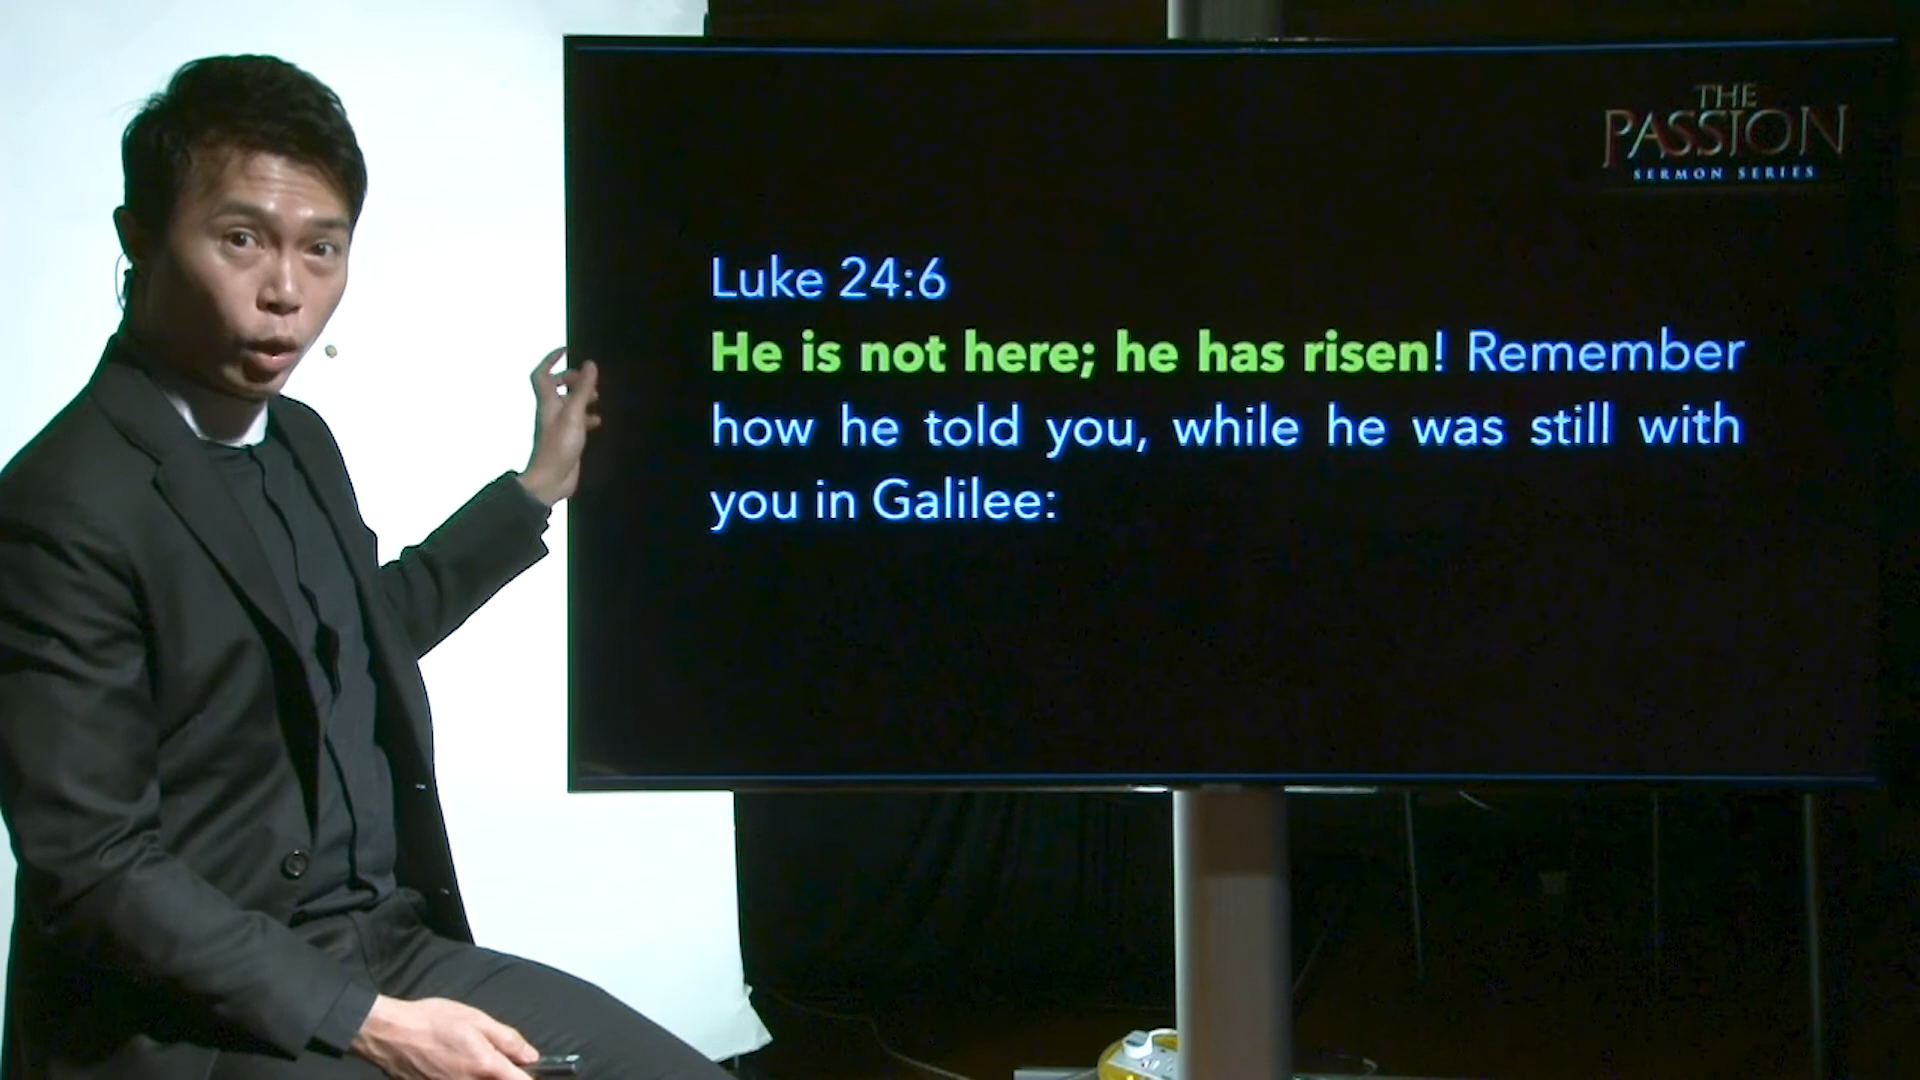 THE
PASSION
SERMON SERIES
Luke 24:6
He is not here; he has risen! Remember
how he told you, while he was still with
you in Galilee: